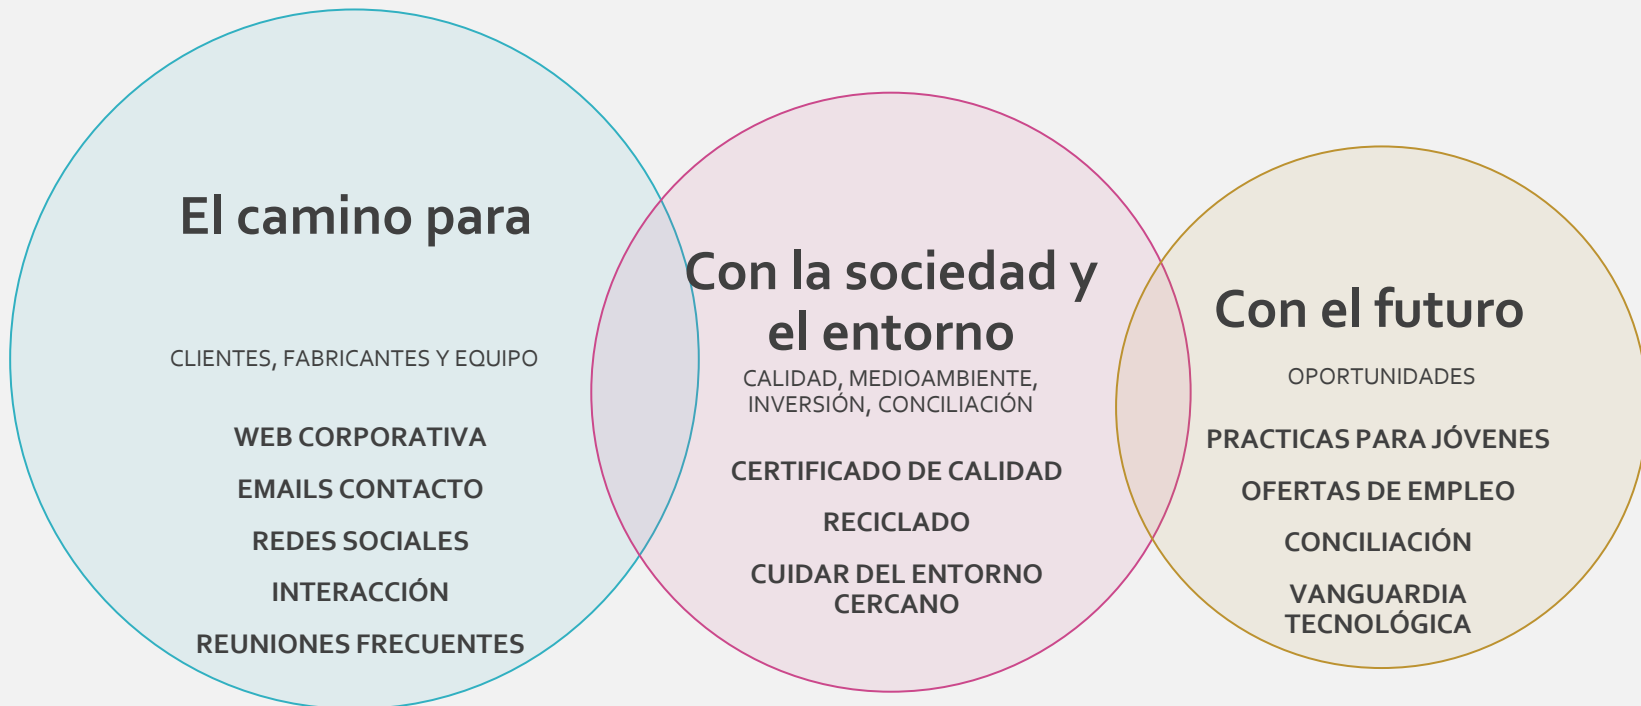 El camino para
CLIENTES, FABRICANTES Y EQUIPO
WEB CORPORATIVA
EMAILS CONTACTO
REDES SOCIALES
INTERACCIÓN
REUNIONES FRECUENTES
Con la sociedad y
el entorno
CALIDAD, MEDIOAMBIENTE,
INVERSIÓN, CONCILIACIÓN
CERTIFICADO DE CALIDAD
RECICLADO
CUIDAR DEL ENTORNO
CERCANO
Con el futuro
OPORTUNIDADES
PRACTICAS PARA JÓVENES
OFERTAS DE EMPLEO
CONCILIACIÓN
VANGUARDIA
TECNOLÓGICA